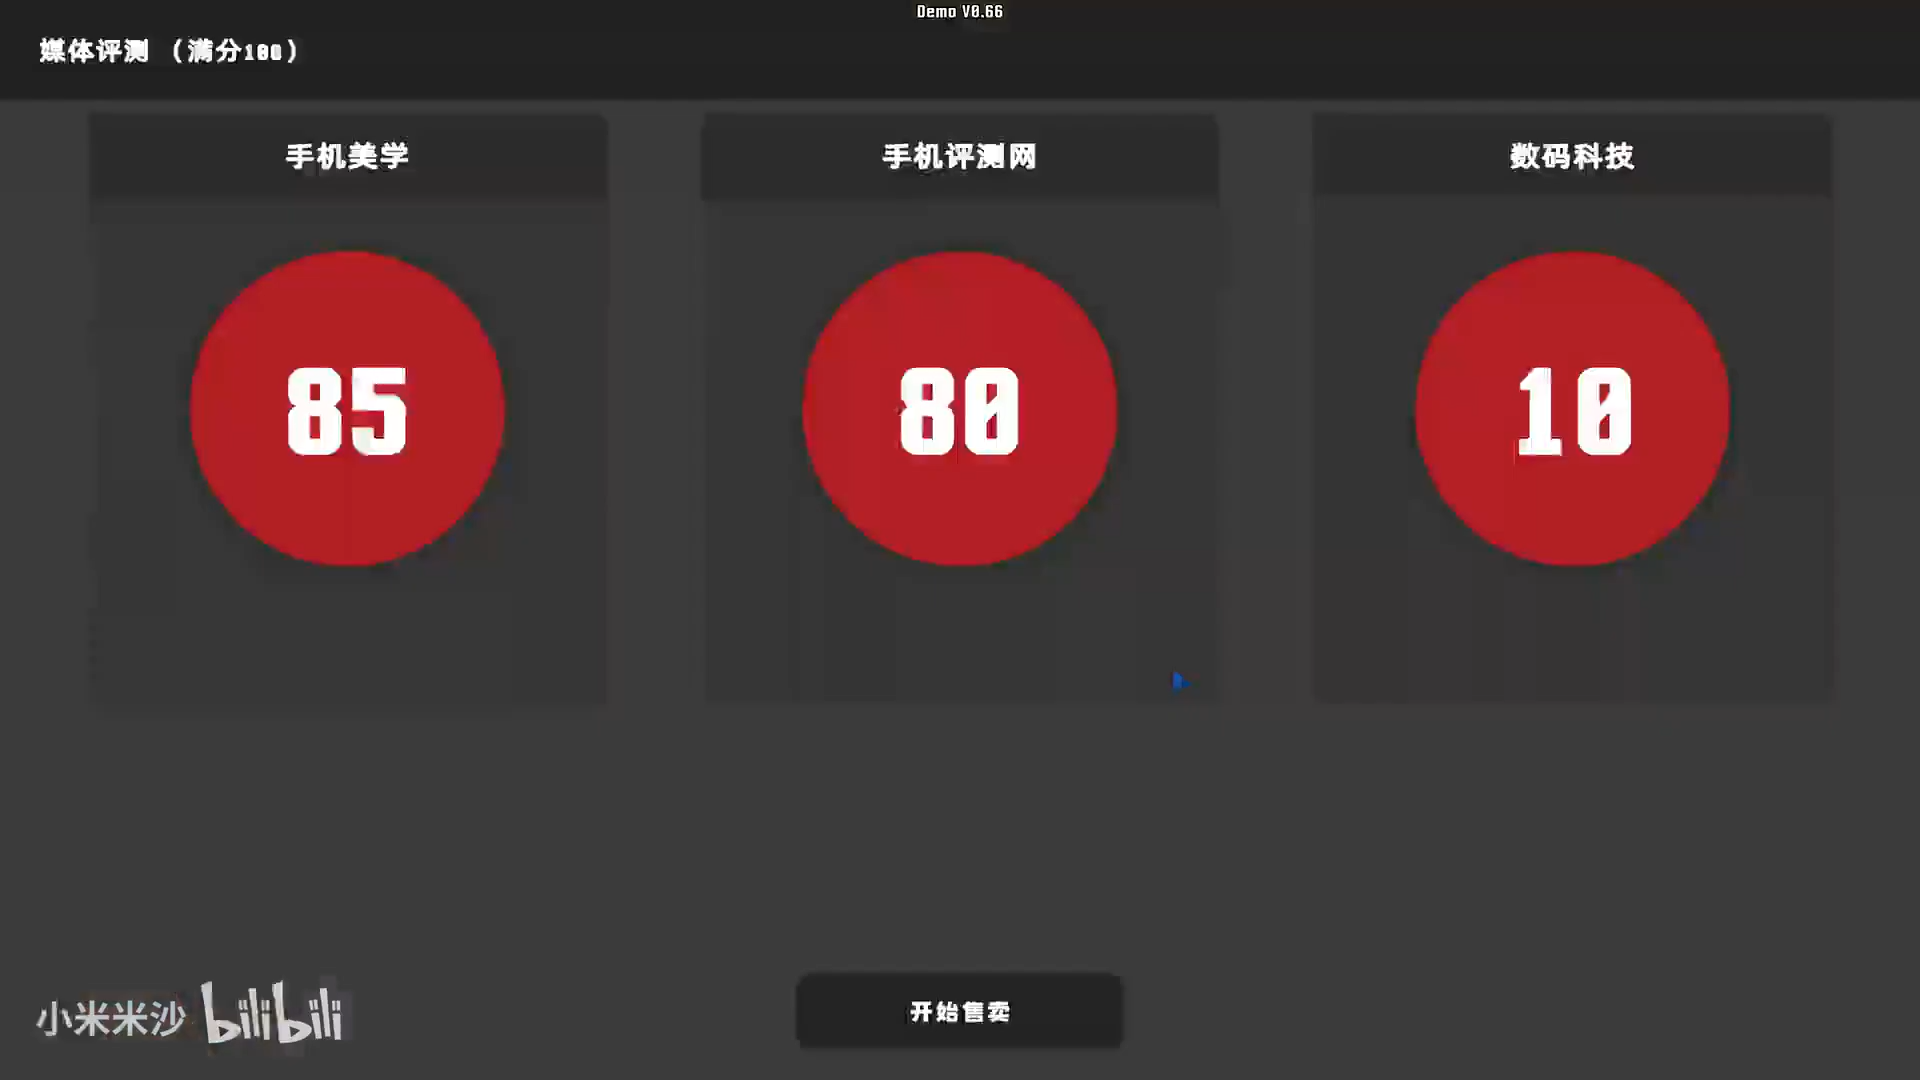 Demo V0.66
媒体评测 （满分100）
手机美学
手机评测网
数码科技
85
80
10
开始售卖
小米米沙 bilibili